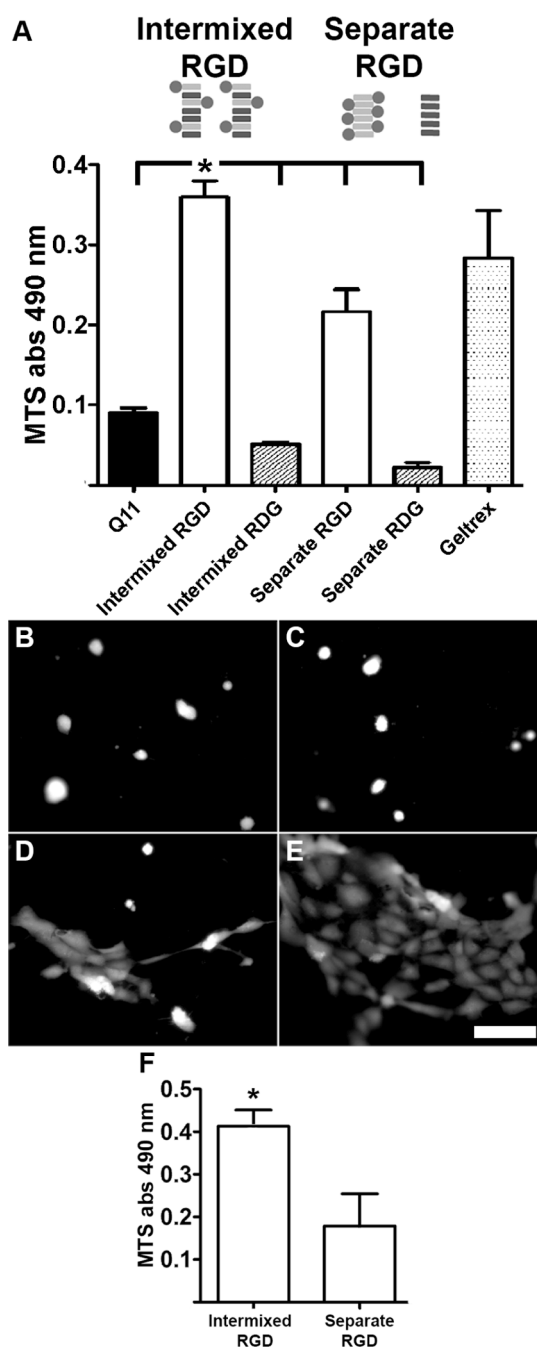 A
Intermixed
RGD
Separate
RGD
*
0.4
0.3
0.2
0.1
MTS abs 490 nm
Q11
Intermixed RGD
Intermixed RDG
Separate RGD
Separate RDG
Geltrex
B
C
D
E
F
0.5
0.4
0.3
0.2
0.1
MTS abs 490 nm
*
Intermixed
RGD
Separate
RGD